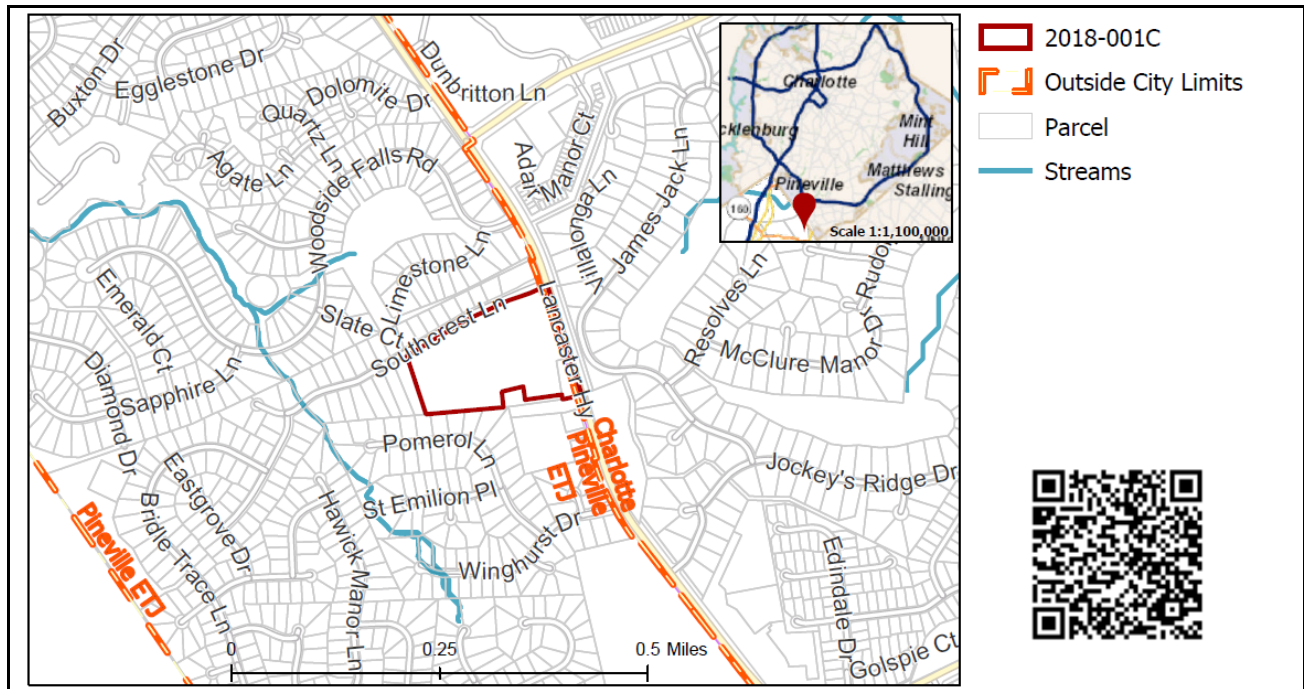 Buxton Dr
Egglestone Dr
Dolomite Dr
Dunbritton Ln
Quartz Ln
Agate Ln
Woodside Falls Rd
Adair
Manor Ct
Villalonga Ln
James Jack Ln
Limestone Ln
Slate Ct
Southcrest Ln
Lancaster Hy
Emerald Ct
Sapphire Ln
Diamond Dr
Resolves Ln
McClure Manor Dr
Rudo
Pomerol Ln
St Emilion Pl
Winghurst Dr
Eastgrove Dr
Bridle Trace Ln
Hawick Manor Ln
Charlotte
Pineville
ETJ
Pineville ETJ
Jockey's Ridge Dr
Edindale Dr
Golspie Ct
0 0.25 0.5 Miles
Charlotte
cklenburg
Mint
Hill
Matthews
Stalling
Pineville
160
Scale 1:1,100,000
2018-001C
Outside City Limits
Parcel
Streams